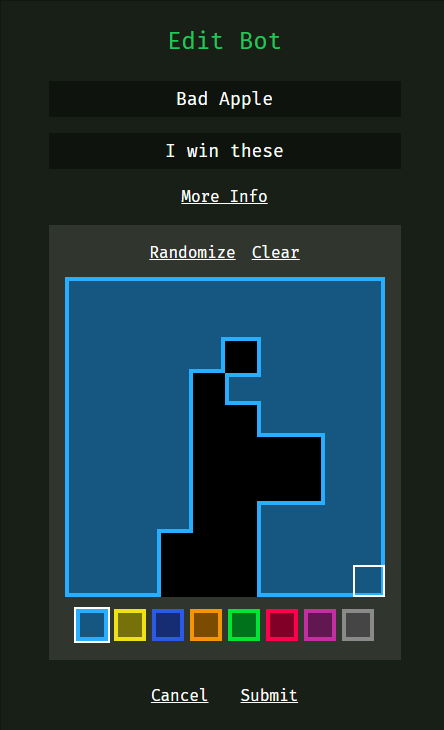 Edit Bot
Bad Apple
I win these
More Info
Randomize Clear
Cancel Submit